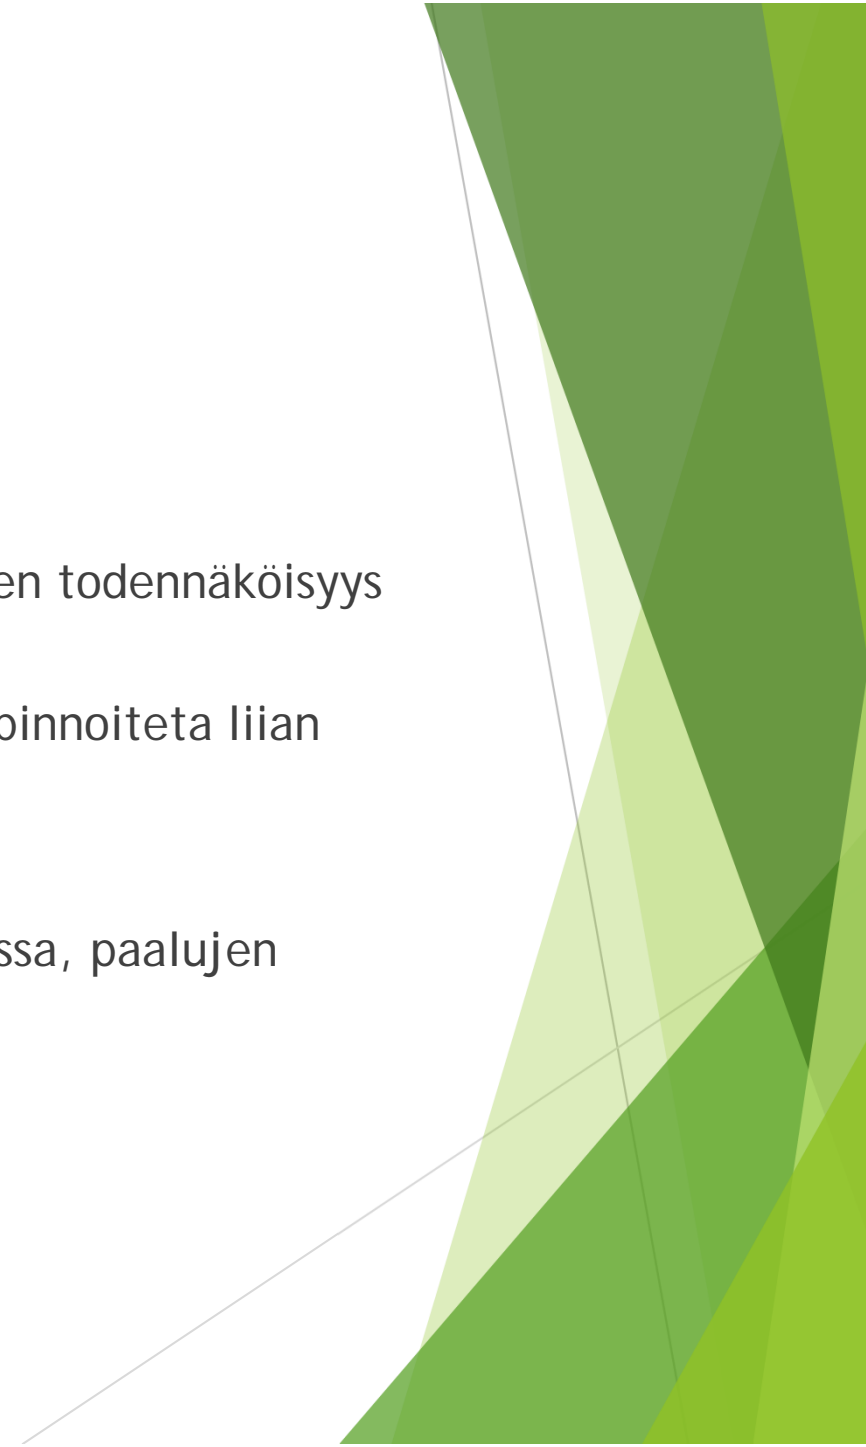 en todennäköisyys
pinnoiteta liian
ssa, paalujen